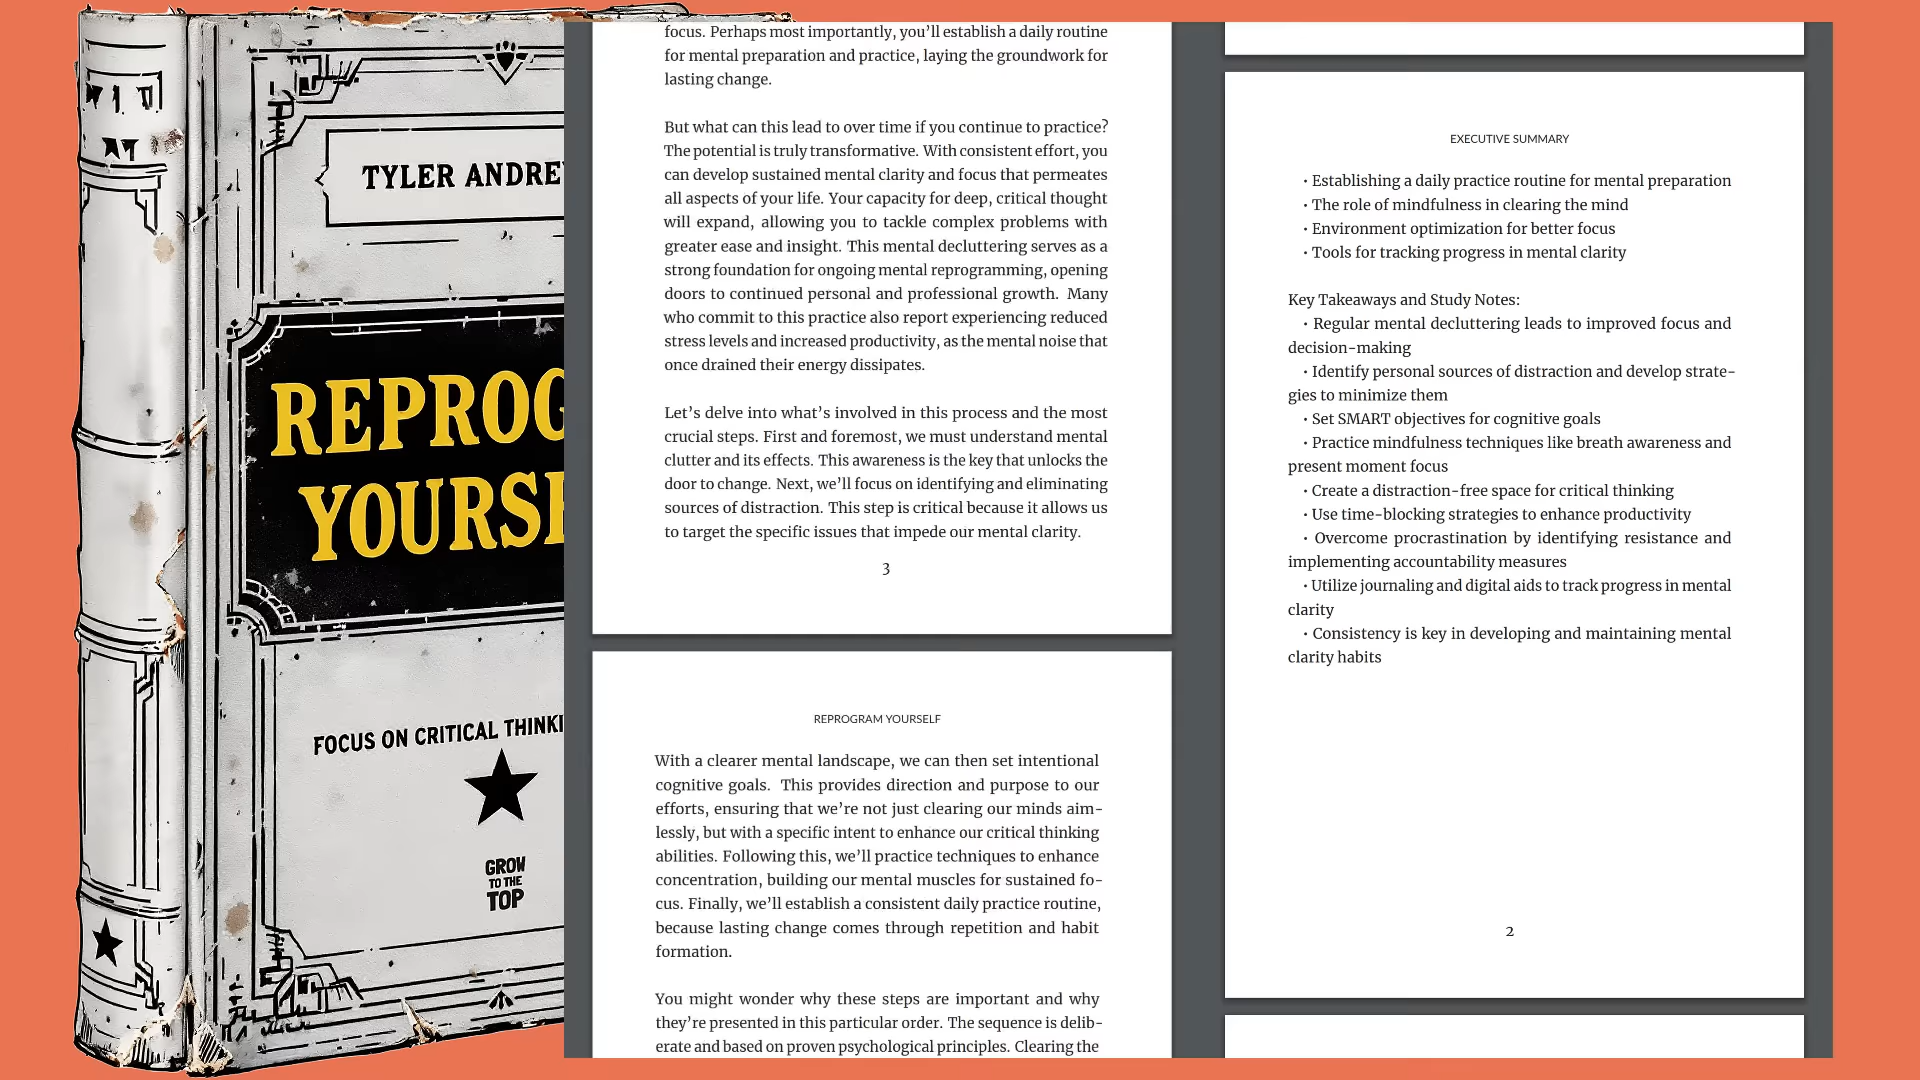 TYLER ANDRE
REPROG
YOURSE
FOCUS ON CRITICAL THINKI
GROW
TO THE
TOP
focus. Perhaps most importantly, you’ll establish a daily routine
for mental preparation and practice, laying the groundwork for
lasting change.
But what can this lead to over time if you continue to practice?
The potential is truly transformative. With consistent effort, you
can develop sustained mental clarity and focus that permeates
all aspects of your life. Your capacity for deep, critical thought
will expand, allowing you to tackle complex problems with
greater ease and insight. This mental decluttering serves as a
strong foundation for ongoing mental reprogramming, opening
doors to continued personal and professional growth. Many
who commit to this practice also report experiencing reduced
stress levels and increased productivity, as the mental noise that
once drained their energy dissipates.
Let’s delve into what’s involved in this process and the most
crucial steps. First and foremost, we must understand mental
clutter and its effects. This awareness is the key that unlocks the
door to change. Next, we’ll focus on identifying and eliminating
sources of distraction. This step is critical because it allows us
to target the specific issues that impede our mental clarity.
3
REPROGRAM YOURSELF
With a clearer mental landscape, we can then set intentional
cognitive goals. This provides direction and purpose to our
efforts, ensuring that we’re not just clearing our minds aim-
lessly, but with a specific intent to enhance our critical thinking
abilities. Following this, we’ll practice techniques to enhance
concentration, building our mental muscles for sustained fo-
cus. Finally, we’ll establish a consistent daily practice routine,
because lasting change comes through repetition and habit
formation.
You might wonder why these steps are important and why
they’re presented in this particular order. The sequence is delib-
erate and based on proven psychological principles. Clearing the
EXECUTIVE SUMMARY
• Establishing a daily practice routine for mental preparation
• The role of mindfulness in clearing the mind
• Environment optimization for better focus
• Tools for tracking progress in mental clarity
Key Takeaways and Study Notes:
• Regular mental decluttering leads to improved focus and
decision-making
• Identify personal sources of distraction and develop strate-
gies to minimize them
• Set SMART objectives for cognitive goals
• Practice mindfulness techniques like breath awareness and
present moment focus
• Create a distraction-free space for critical thinking
• Use time-blocking strategies to enhance productivity
• Overcome procrastination by identifying resistance and
implementing accountability measures
• Utilize journaling and digital aids to track progress in mental
clarity
• Consistency is key in developing and maintaining mental
clarity habits
2